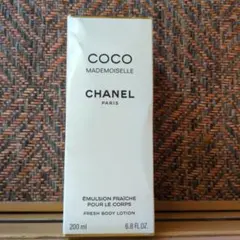 COCO
MADEMOISELLE
CHANEL
PARIS
ÉMULSION FRAÎCHE
POUR LE CORPS
FRESH BODY LOTION
200 ml 6.8 FL.OZ.